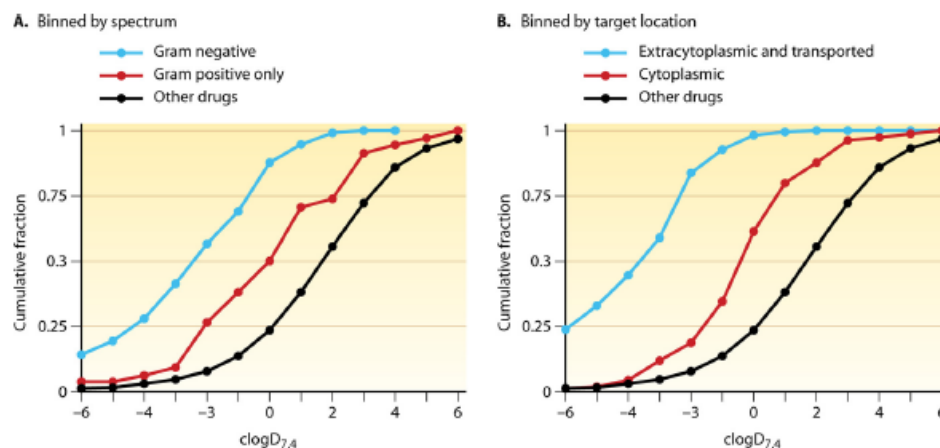 A. Binned by spectrum
Gram negative
Gram positive only
Other drugs
1
0.75
0.3
0.25
0
Cumulative fraction
–6 –4 –3 0 2 4 6
clogD7,4
B. Binned by target location
Extracytoplasmic and transported
Cytoplasmic
Other drugs
1
0.75
0.3
0.25
0
Cumulative fraction
–6 –4 –3 0 2 4 6
clogD7,4